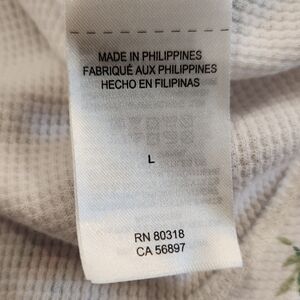 MADE IN PHILIPPINES
FABRIQUÉ AUX PHILIPPINES
HECHO EN FILIPINAS
L
RN 80318
CA 56897